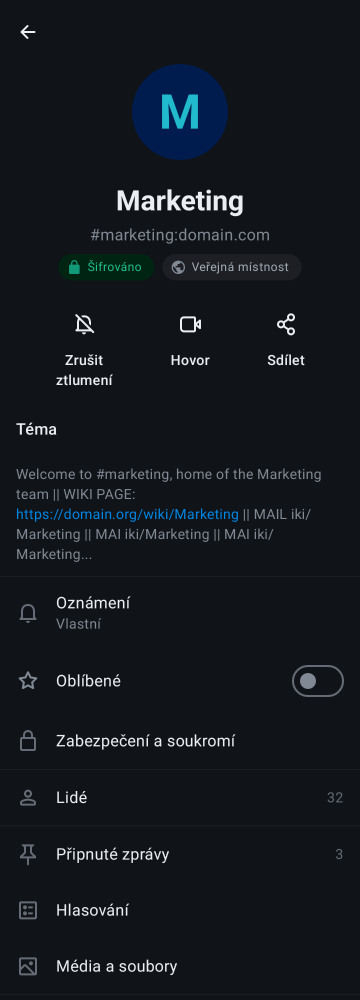 M
Marketing
#marketing:domain.com
Šifrováno
Veřejná místnost
Zrušit
ztlumení
Hovor
Sdílet
Téma
Welcome to #marketing, home of the Marketing
team || WIKI PAGE:
https://domain.org/wiki/Marketing || MAIL iki/
Marketing || MAI iki/Marketing || MAI iki/
Marketing...
Oznámení
Vlastní
Oblíbené
Zabezpečení a soukromí
Lidé 32
Připnuté zprávy 3
Hlasování
Média a soubory